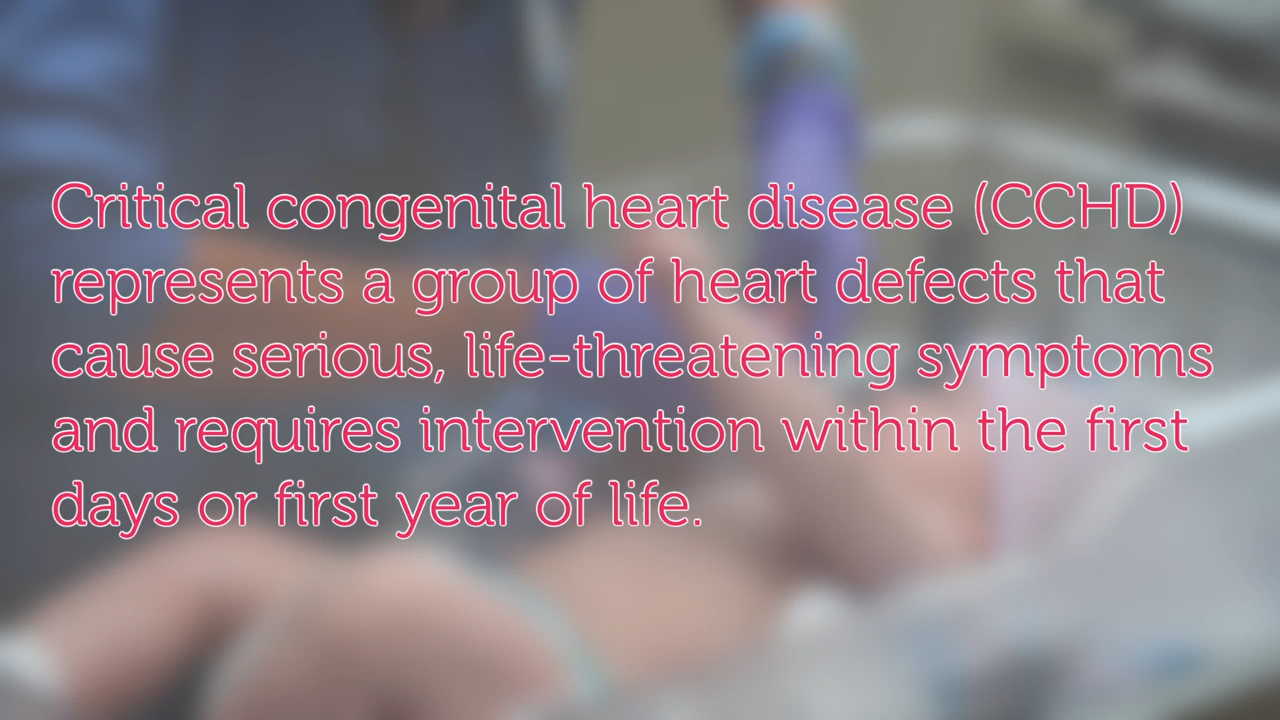 Critical congenital heart disease (CCHD)
represents a group of heart defects that
cause serious, life-threatening symptoms
and requires intervention within the first
days or first year of life.